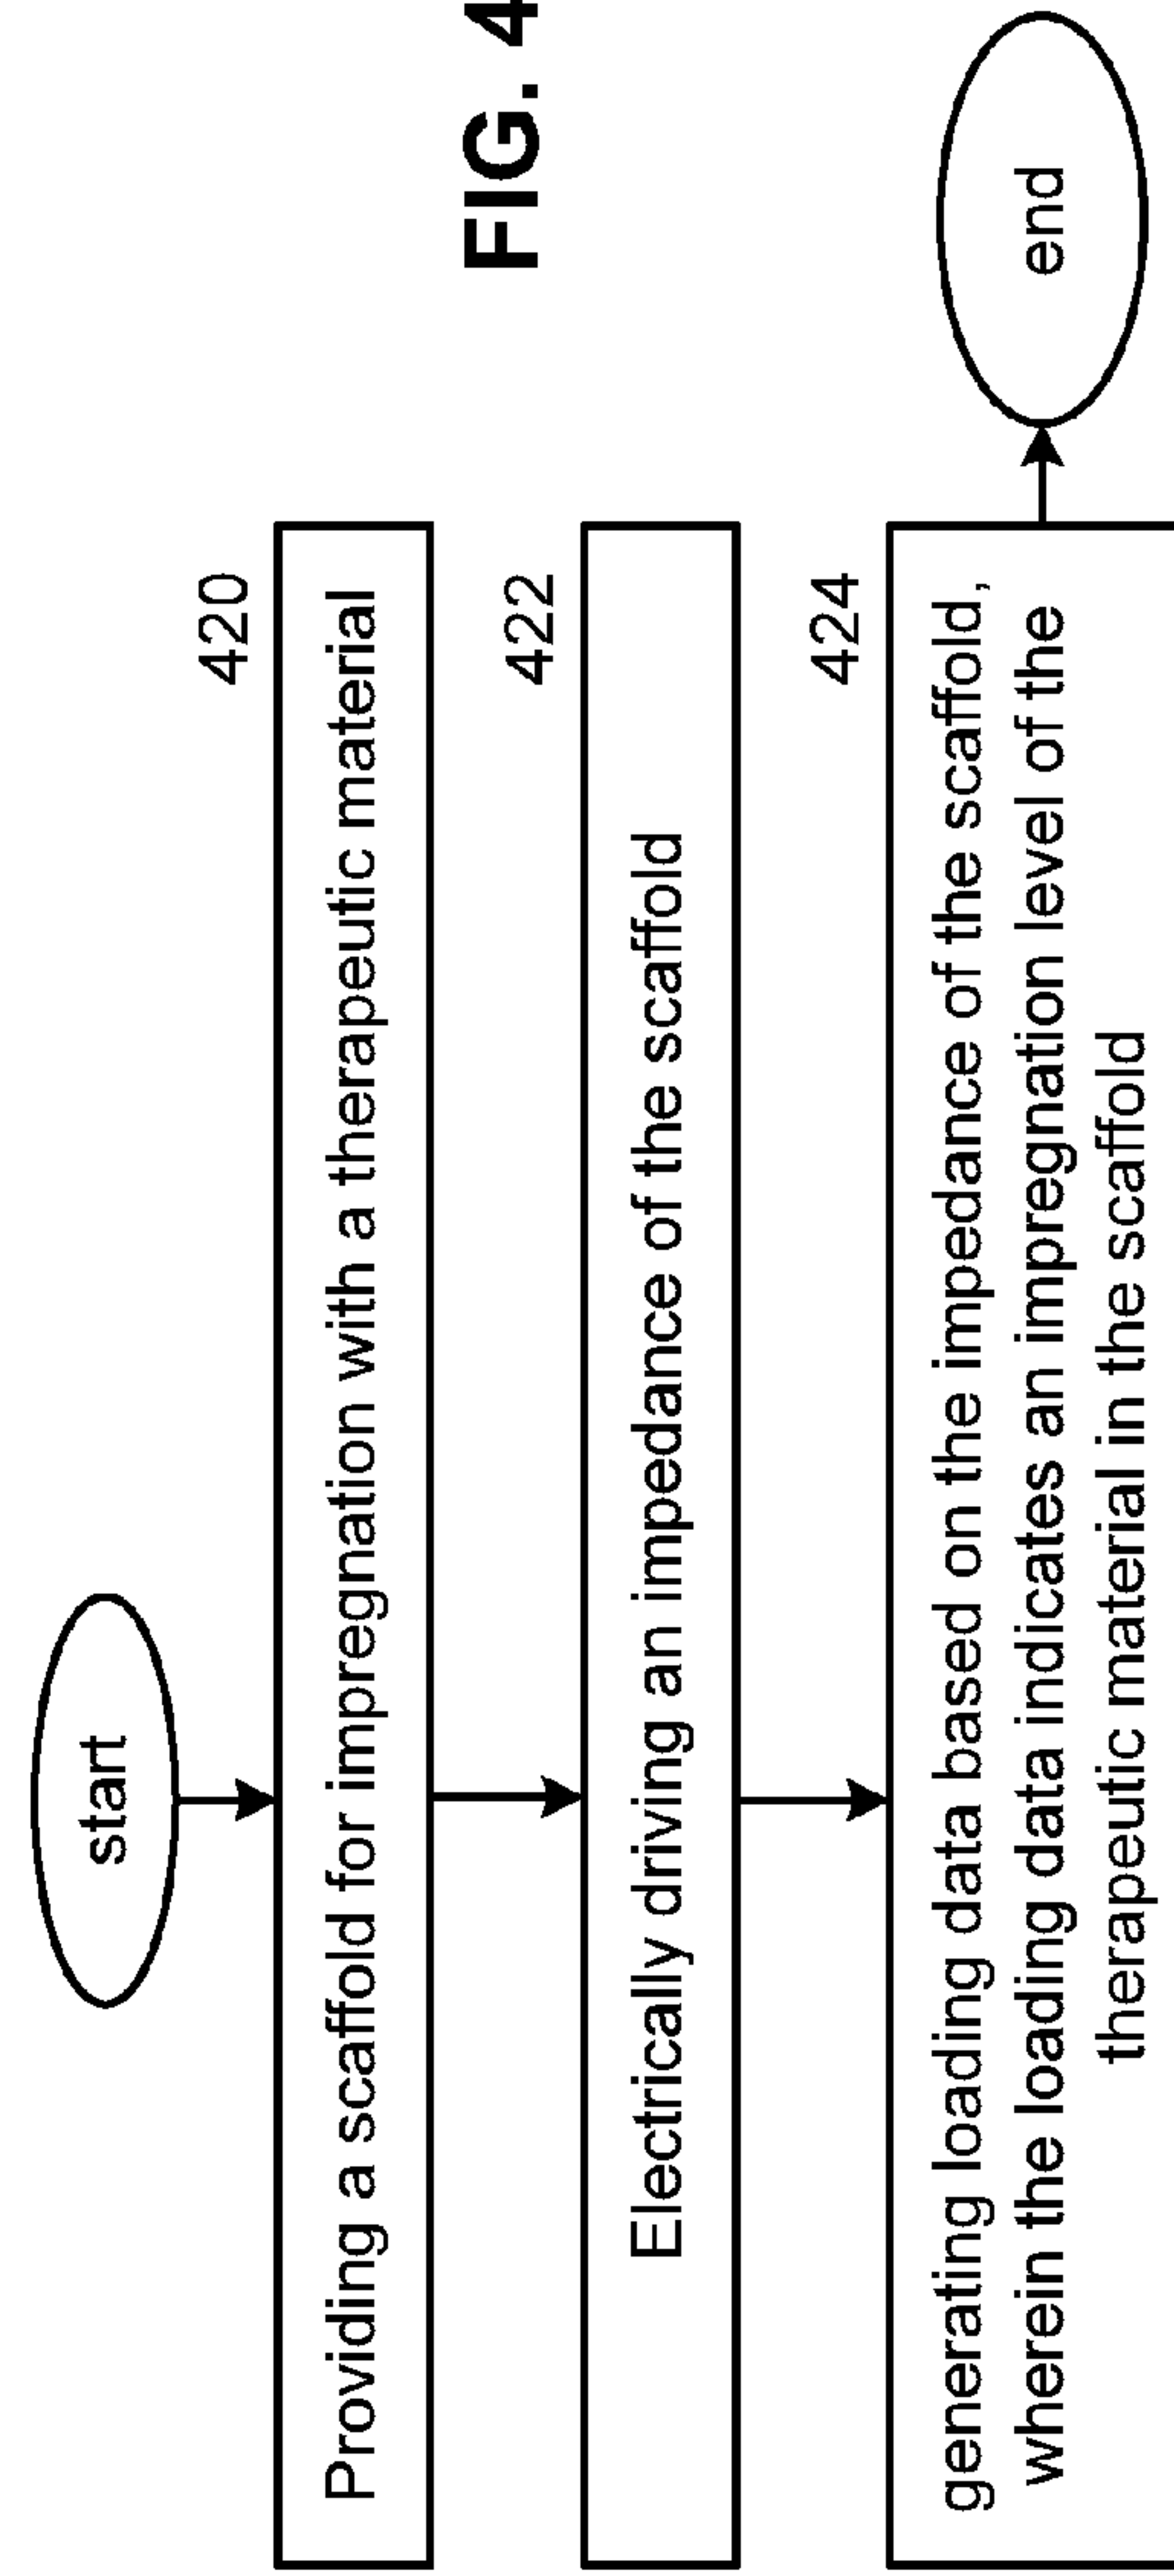 start
420
Providing a scaffold for impregnation with a therapeutic material
422
Electrically driving an impedance of the scaffold
424
generating loading data based on the impedance of the scaffold,
wherein the loading data indicates an impregnation level of the
therapeutic material in the scaffold
end
FIG. 4